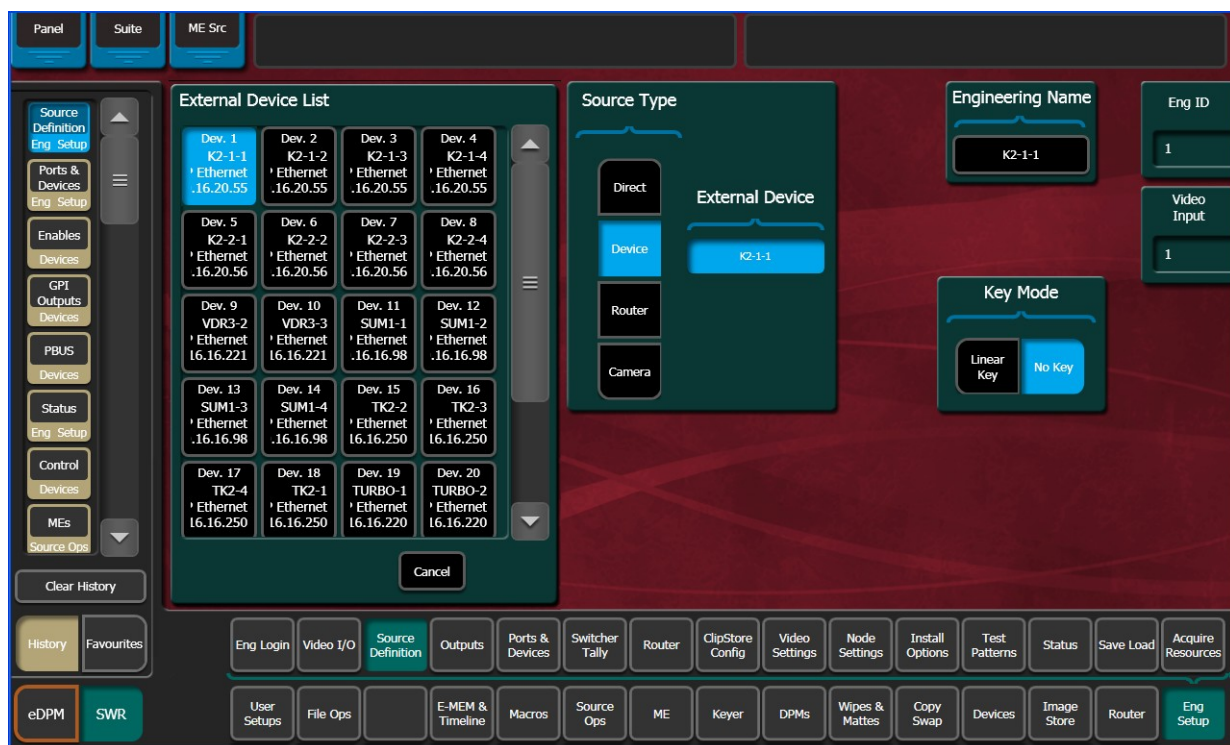 Panel
Suite
ME Src
Source
Definition
Eng Setup
Ports &
Devices
Eng Setup
Enables
Devices
GPI
Outputs
Devices
PBUS
Devices
Status
Eng Setup
Control
Devices
MEs
Source Ops
Clear History
History
Favourites
eDPM
SWR
External Device List
Dev. 1
K2-1-1
Ethernet
.16.20.55
Dev. 2
K2-1-2
Ethernet
.16.20.55
Dev. 3
K2-1-3
Ethernet
.16.20.55
Dev. 4
K2-1-4
Ethernet
.16.20.55
Dev. 5
K2-2-1
Ethernet
.16.20.56
Dev. 6
K2-2-2
Ethernet
.16.20.56
Dev. 7
K2-2-3
Ethernet
.16.20.56
Dev. 8
K2-2-4
Ethernet
.16.20.56
Dev. 9
VDR3-2
Ethernet
16.16.221
Dev. 10
VDR3-3
Ethernet
16.16.221
Dev. 11
SUM1-1
Ethernet
.16.16.98
Dev. 12
SUM1-2
Ethernet
.16.16.98
Dev. 13
SUM1-3
Ethernet
.16.16.98
Dev. 14
SUM1-4
Ethernet
.16.16.98
Dev. 15
TK2-2
Ethernet
16.16.250
Dev. 16
TK2-3
Ethernet
16.16.250
Dev. 17
TK2-4
Ethernet
16.16.250
Dev. 18
TK2-1
Ethernet
16.16.250
Dev. 19
TURBO-1
Ethernet
16.16.220
Dev. 20
TURBO-2
Ethernet
16.16.220
Cancel
Source Type
Direct
Device
Router
Camera
External Device
K2-1-1
Engineering Name
K2-1-1
Eng ID
1
Video
Input
1
Key Mode
Linear
Key
No Key
Eng Login
Video I/O
Source
Definition
Outputs
Ports &
Devices
Switcher
Tally
Router
ClipStore
Config
Video
Settings
Node
Settings
Install
Options
Test
Patterns
Status
Save Load
Acquire
Resources
User
Setups
File Ops
E-MEM &
Timeline
Macros
Source
Ops
ME
Keyer
DPMs
Wipes &
Mattes
Copy
Swap
Devices
Image
Store
Router
Eng
Setup